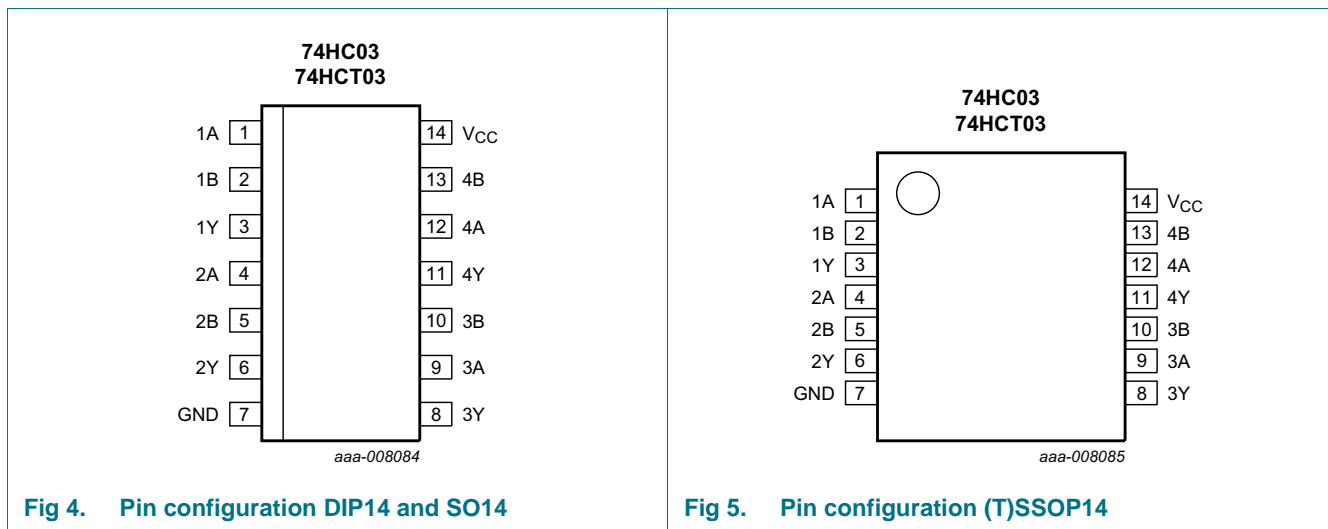 74HC03
74HCT03
1A 1 14 VCC
1B 2 13 4B
1Y 3 12 4A
2A 4 11 4Y
2B 5 10 3B
2Y 6 9 3A
GND 7 8 3Y
aaa-008084
Fig 4. Pin configuration DIP14 and SO14
74HC03
74HCT03
1A 1 14 VCC
1B 2 13 4B
1Y 3 12 4A
2A 4 11 4Y
2B 5 10 3B
2Y 6 9 3A
GND 7 8 3Y
aaa-008085
Fig 5. Pin configuration (T)SSOP14